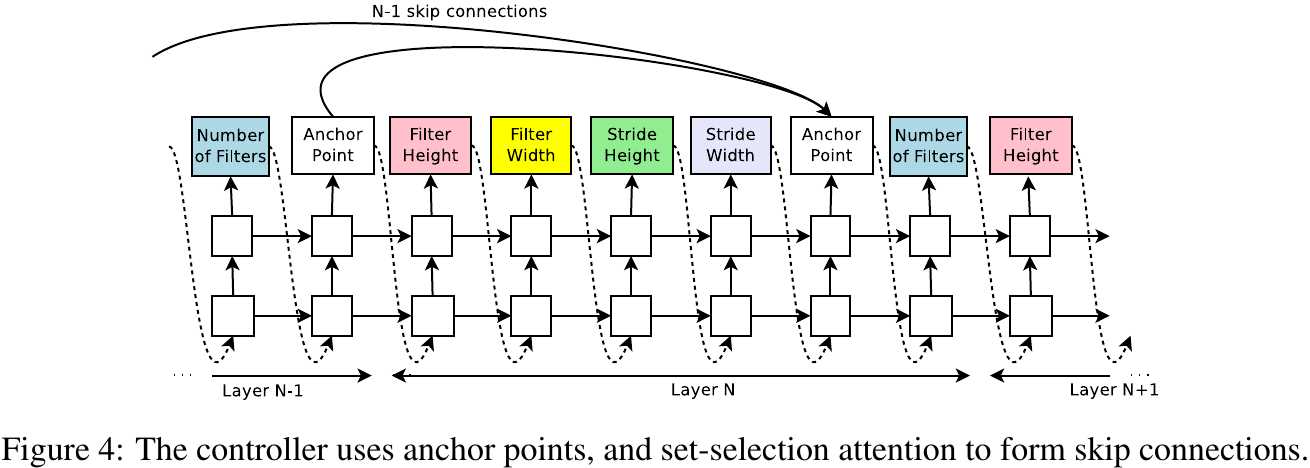 N-1 skip connections
Number
of Filters
Anchor
Point
Filter
Height
Filter
Width
Stride
Height
Stride
Width
Anchor
Point
Number
of Filters
Filter
Height
... Layer N-1 Layer N Layer N+1 ...
Figure 4: The controller uses anchor points, and set-selection attention to form skip connections.